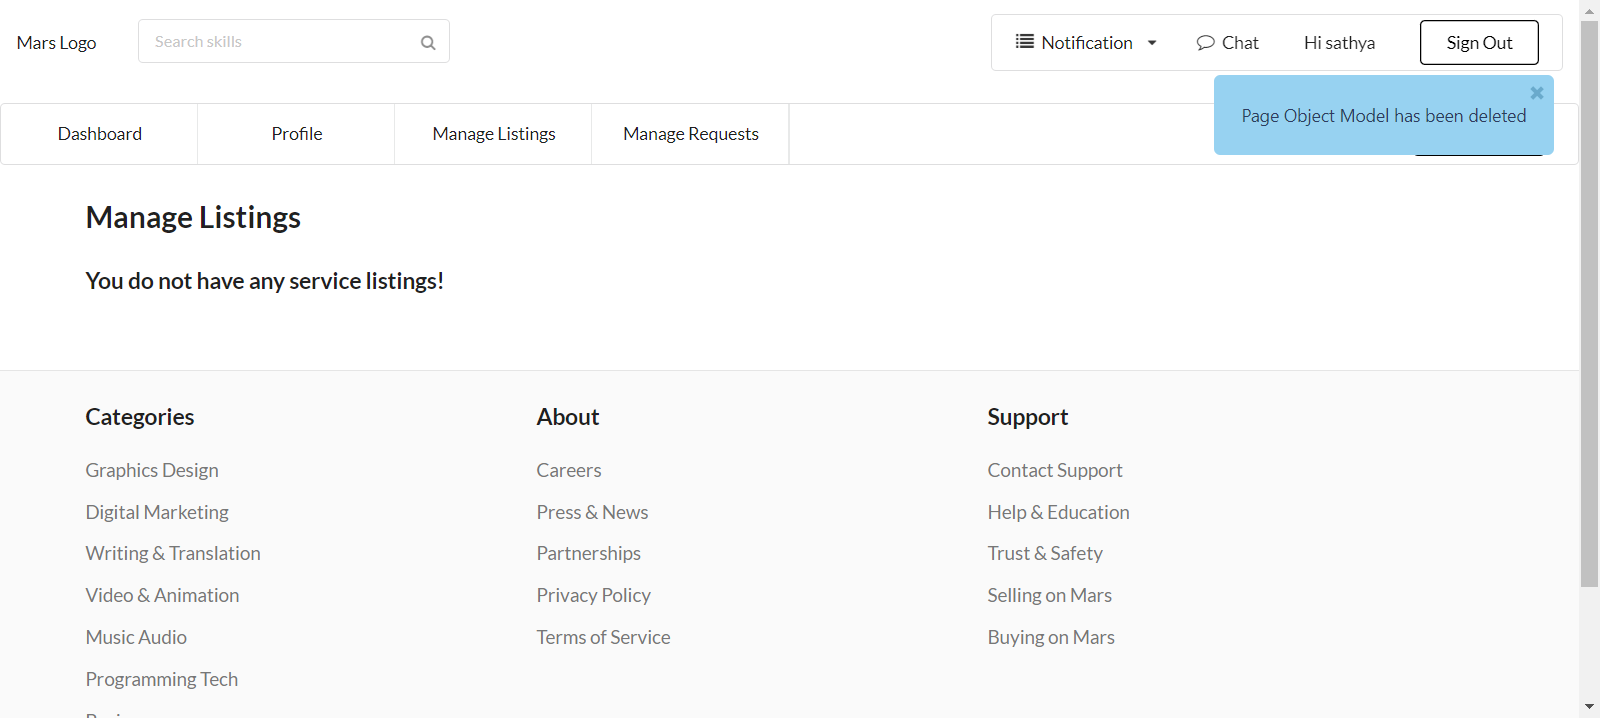 Mars Logo
Search skills
Notification
Chat
Hi sathya
Sign Out
Page Object Model has been deleted
Dashboard
Profile
Manage Listings
Manage Requests
Manage Listings
You do not have any service listings!
Categories
Graphics Design
Digital Marketing
Writing & Translation
Video & Animation
Music Audio
Programming Tech
About
Careers
Press & News
Partnerships
Privacy Policy
Terms of Service
Support
Contact Support
Help & Education
Trust & Safety
Selling on Mars
Buying on Mars